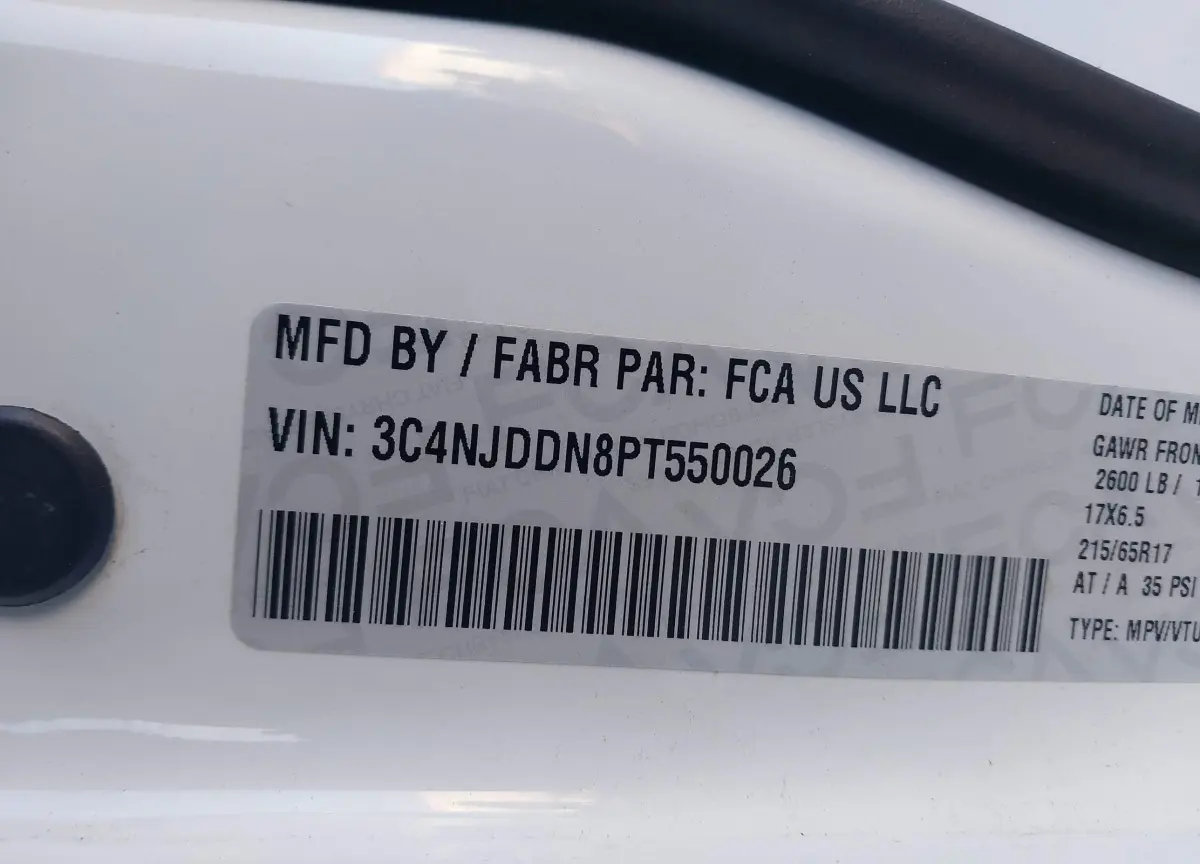 MFD BY / FABR PAR: FCA US LLC
VIN: 3C4NJDDN8PT550026
DATE OF M
GAWR FRON
2600 LB /
17X6.5
215/65R17
AT / A 35 PSI
TYPE: MPV/VTU